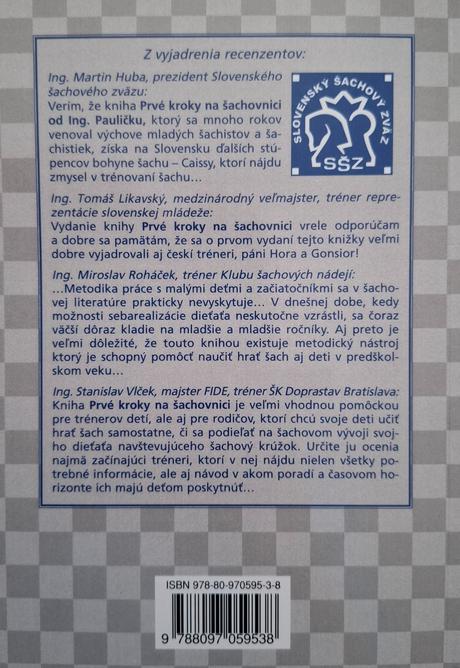 Z vyjadrenia recenzentov:
Ing. Martin Huba, prezident Slovenského
šachového zväzu:
Verím, že kniha Prvé kroky na šachovnici
od Ing. Pauličku, ktorý sa mnoho rokov
venoval výchove mladých šachistov a ša-
chistiek, získa na Slovensku ďalších stú-
pencov bohyne šachu – Caissy, ktorí nájdu
zmysel v trénovaní šachu...
SLOVENSKÝ ŠACHOVÝ ZVÄZ
SŠZ
Ing. Tomáš Likavský, medzinárodný veľmajster, tréner repre-
zentácie slovenskej mládeže:
Vydanie knihy Prvé kroky na šachovnici vrele odporúčam
a dobre sa pamätám, že sa o prvom vydaní tejto knižky veľmi
dobre vyjadrovali aj českí tréneri, páni Hora a Gonsior!
Ing. Miroslav Roháček, tréner Klubu šachových nádejí:
...Metodika práce s malými deťmi a začiatočníkmi sa v šacho-
vej literatúre prakticky nevyskytuje... V dnešnej dobe, kedy
možnosti sebarealizácie dieťaťa neskutočne vzrástli, sa čoraz
väčší dôraz kladie na mladšie a mladšie ročníky. Aj preto je
veľmi dôležité, že touto knihou existuje metodický nástroj
ktorý je schopný pomôcť naučiť hrať šach aj deti v predškol-
skom veku...
Ing. Stanislav Vlček, majster FIDE, tréner ŠK Doprastav Bratislava:
Kniha Prvé kroky na šachovnici je veľmi vhodnou pomôckou
pre trénerov detí, ale aj pre rodičov, ktorí chcú svoje deti učiť
hrať šach samostatne, či sa podieľať na šachovom vývoji svoj-
ho dieťaťa navštevujúceho šachový krúžok. Určite ju ocenia
najmä začínajúci tréneri, ktorí v nej nájdu nielen všetky po-
trebné informácie, ale aj návod v akom poradí a časovom ho-
rizonte ich majú deťom poskytnúť...
ISBN 978-80-970595-3-8
9 788097 059538